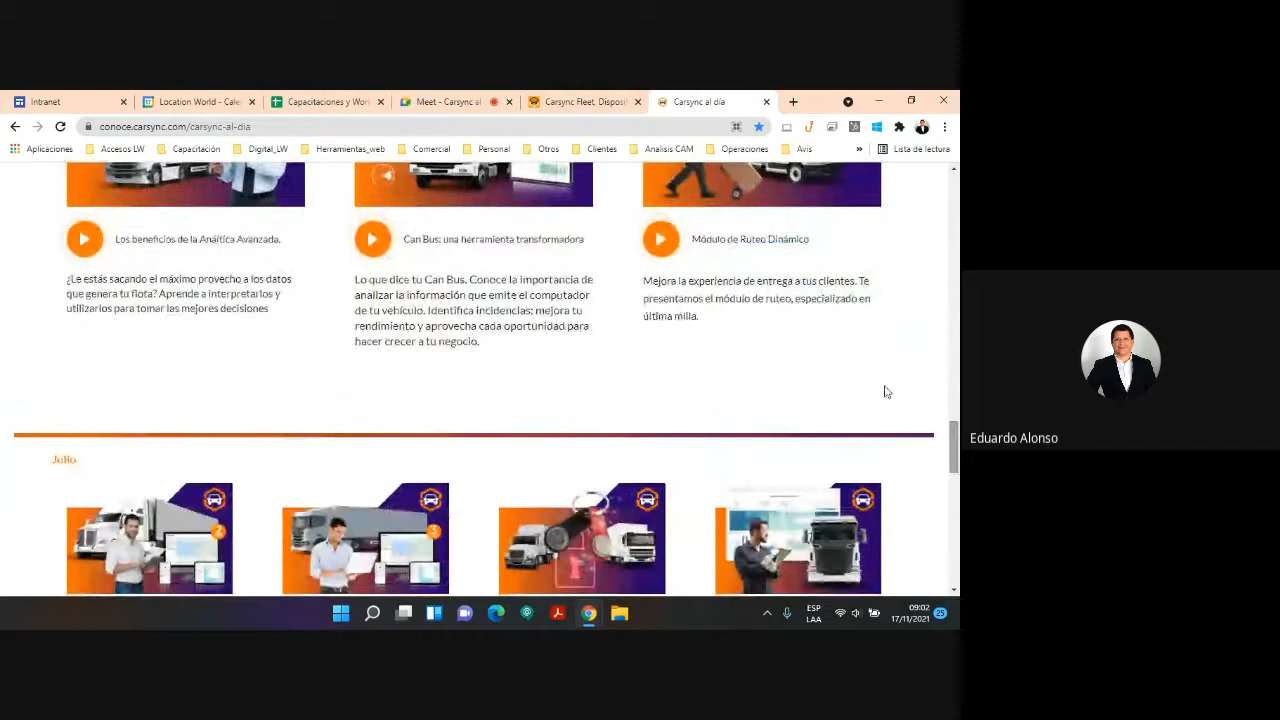 Intranet
Location World - Cale
Capacitaciones y Worl
Meet - Carsync al
Carsync Fleet, Disposit
Carsync al día
conoce.carsync.com/carsync-al-dia
Aplicaciones
Accesos LW
Capacitación
Digital_LW
Herramientas_web
Comercial
Personal
Otros
Clientes
Analisis CAM
Operaciones
Avis
»
Lista de lectura
Los beneficios de la Analítica Avanzada.
Can Bus: una herramienta transformadora
Módulo de Ruteo Dinámico
¿Le estás sacando el máximo provecho a los datos
que genera tu flota? Aprende a interpretarlos y
utilizarlos para tomar las mejores decisiones
Lo que dice tu Can Bus. Conoce la importancia de
analizar la información que emite el computador
de tu vehículo. Identifica incidencias; mejora tu
rendimiento y aprovecha cada oportunidad para
hacer crecer a tu negocio.
Mejora la experiencia de entrega a tus clientes. Te
presentamos el módulo de ruteo, especializado en
última milla.
Eduardo Alonso
Julio
2
3
ESP
LAA
09:02
17/11/2021
25